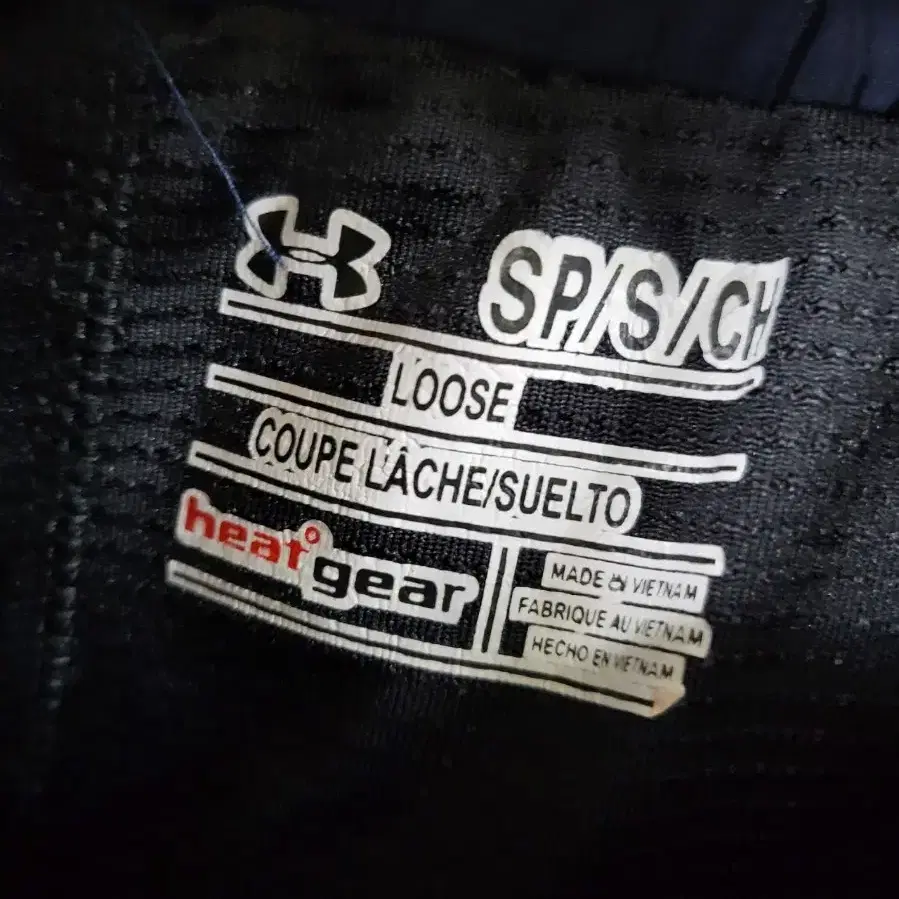 SP/S/CH
LOOSE
COUPE LÂCHE/SUELTO
heat gear
MADE IN VIETNAM
FABRIQUE AU VIETNAM
HECHO EN VIETNAM